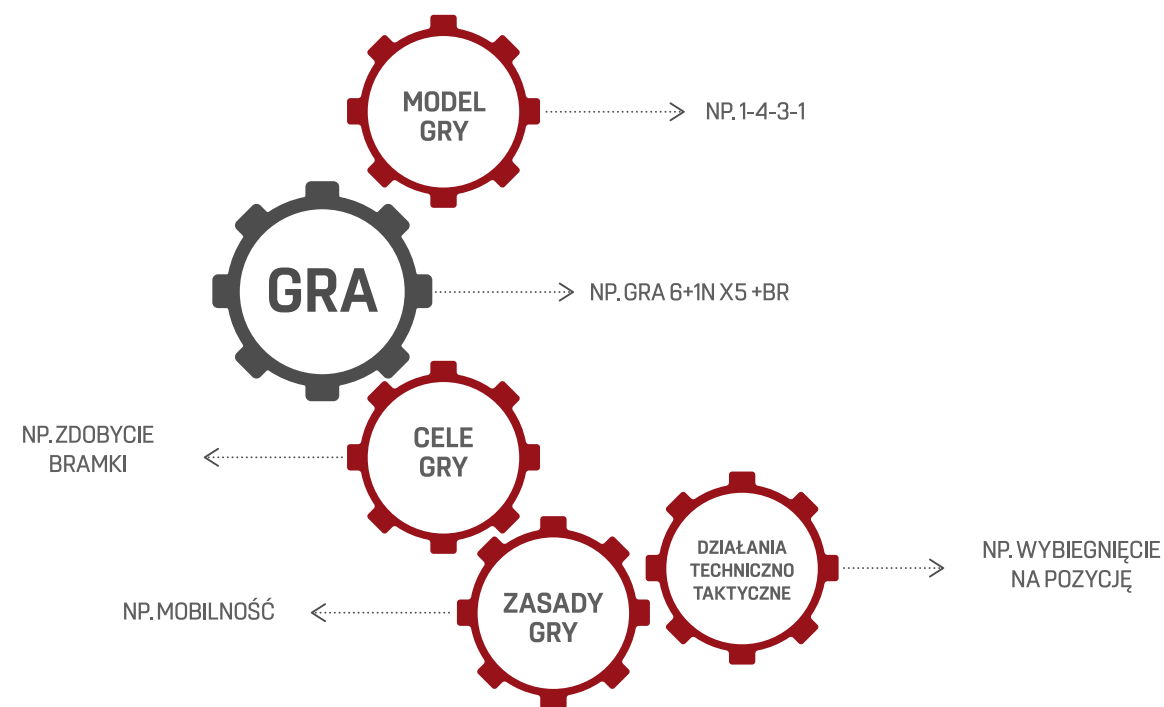 MODEL
GRY
NP. 1-4-3-1
GRA
NP. GRA 6+1N X5 +BR
CELE
GRY
NP. ZDOBYCIE
BRAMKI
DZIAŁANIA
TECHNICZNO
TAKTYCZNE
NP. WYBIEGNIĘCIE
NA POZYCJĘ
ZASADY
GRY
NP. MOBILNOŚĆ